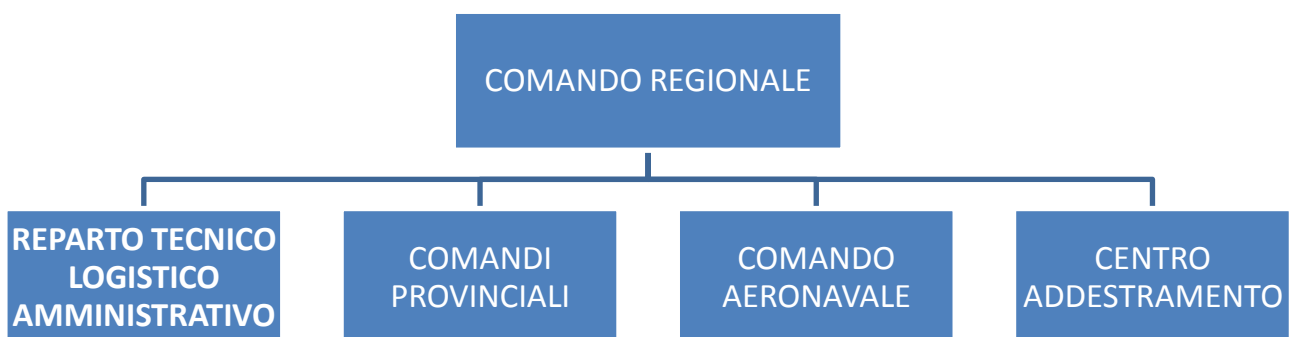 COMANDO REGIONALE
REPARTO TECNICO
LOGISTICO
AMMINISTRATIVO
COMANDI
PROVINCIALI
COMANDO
AERONAVALE
CENTRO
ADDESTRAMENTO